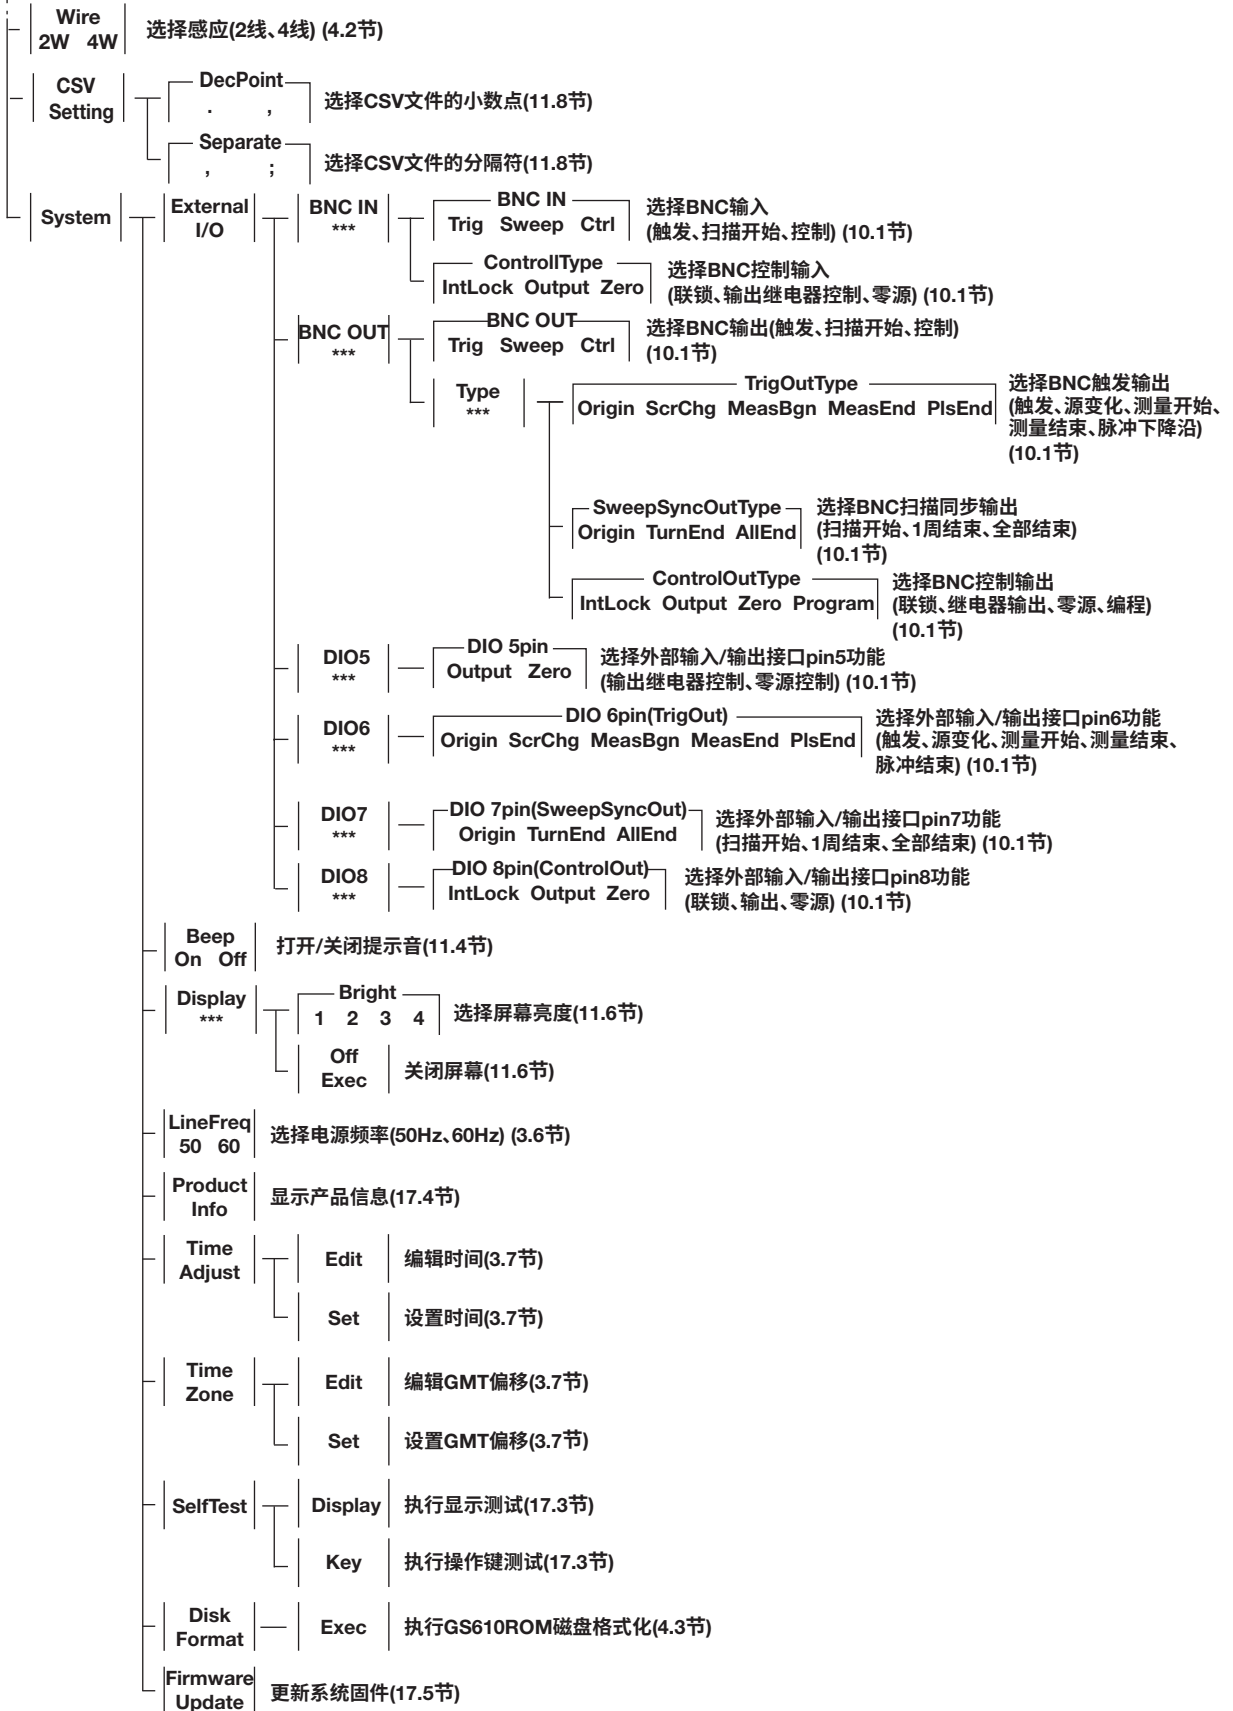 Wire
2W 4W
选择感应(2线、4线) (4.2节)
CSV
Setting
DecPoint
. ,
选择CSV文件的小数点(11.8节)
Separate
, ;
选择CSV文件的分隔符(11.8节)
System
External
I/O
BNC IN
***
BNC IN
Trig Sweep Ctrl
选择BNC输入
(触发、扫描开始、控制) (10.1节)
ControllType
IntLock Output Zero
选择BNC控制输入
(联锁、输出继电器控制、零源) (10.1节)
BNC OUT
***
BNC OUT
Trig Sweep Ctrl
选择BNC输出(触发、扫描开始、控制)
(10.1节)
Type
***
TrigOutType
Origin ScrChg MeasBgn MeasEnd PlsEnd
选择BNC触发输出
(触发、源变化、测量开始、
测量结束、脉冲下降沿)
(10.1节)
SweepSyncOutType
Origin TurnEnd AllEnd
选择BNC扫描同步输出
(扫描开始、1周结束、全部结束)
(10.1节)
ControlOutType
IntLock Output Zero Program
选择BNC控制输出
(联锁、继电器输出、零源、编程)
(10.1节)
DIO5
***
DIO 5pin
Output Zero
选择外部输入/输出接口pin5功能
(输出继电器控制、零源控制) (10.1节)
DIO6
***
DIO 6pin(TrigOut)
Origin ScrChg MeasBgn MeasEnd PlsEnd
选择外部输入/输出接口pin6功能
(触发、源变化、测量开始、测量结束、
脉冲结束) (10.1节)
DIO7
***
DIO 7pin(SweepSyncOut)
Origin TurnEnd AllEnd
选择外部输入/输出接口pin7功能
(扫描开始、1周结束、全部结束) (10.1节)
DIO8
***
DIO 8pin(ControlOut)
IntLock Output Zero
选择外部输入/输出接口pin8功能
(联锁、输出、零源) (10.1节)
Beep
On Off
打开/关闭提示音(11.4节)
Display
***
Bright
1 2 3 4
选择屏幕亮度(11.6节)
Off
Exec
关闭屏幕(11.6节)
LineFreq
50 60
选择电源频率(50Hz、60Hz) (3.6节)
Product
Info
显示产品信息(17.4节)
Time
Adjust
Edit
编辑时间(3.7节)
Set
设置时间(3.7节)
Time
Zone
Edit
编辑GMT偏移(3.7节)
Set
设置GMT偏移(3.7节)
SelfTest
Display
执行显示测试(17.3节)
Key
执行操作键测试(17.3节)
Disk
Format
Exec
执行GS610ROM磁盘格式化(4.3节)
Firmware
Update
更新系统固件(17.5节)